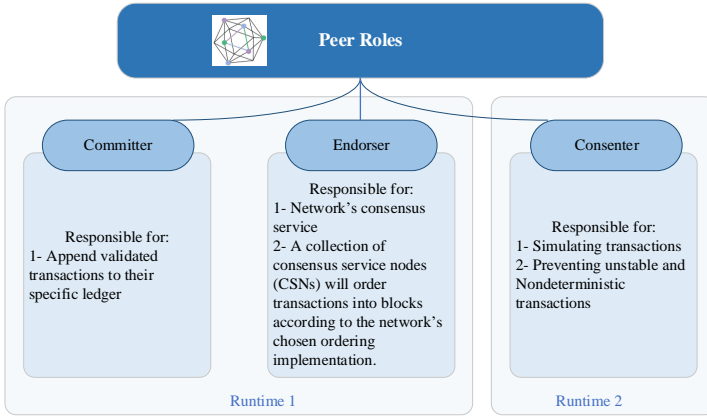 Peer Roles
Committer
Responsible for:
1- Append validated
transactions to their
specific ledger
Endorser
Responsible for:
1- Network's consensus
service
2- A collection of
consensus service nodes
(CSNs) will order
transactions into blocks
according to the network's
chosen ordering
implementation.
Consenter
Responsible for:
1- Simulating transactions
2- Preventing unstable and
Nondeterministic
transactions
Runtime 1
Runtime 2